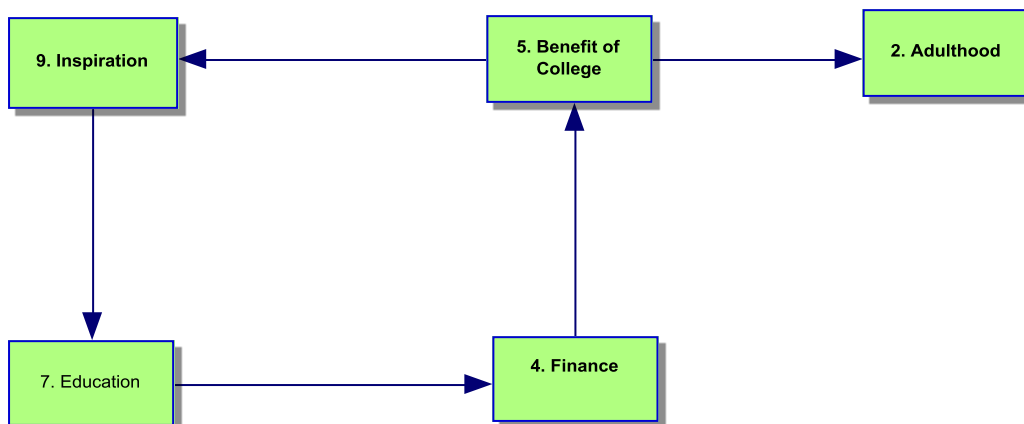 9. Inspiration
5. Benefit of
College
2. Adulthood
7. Education
4. Finance